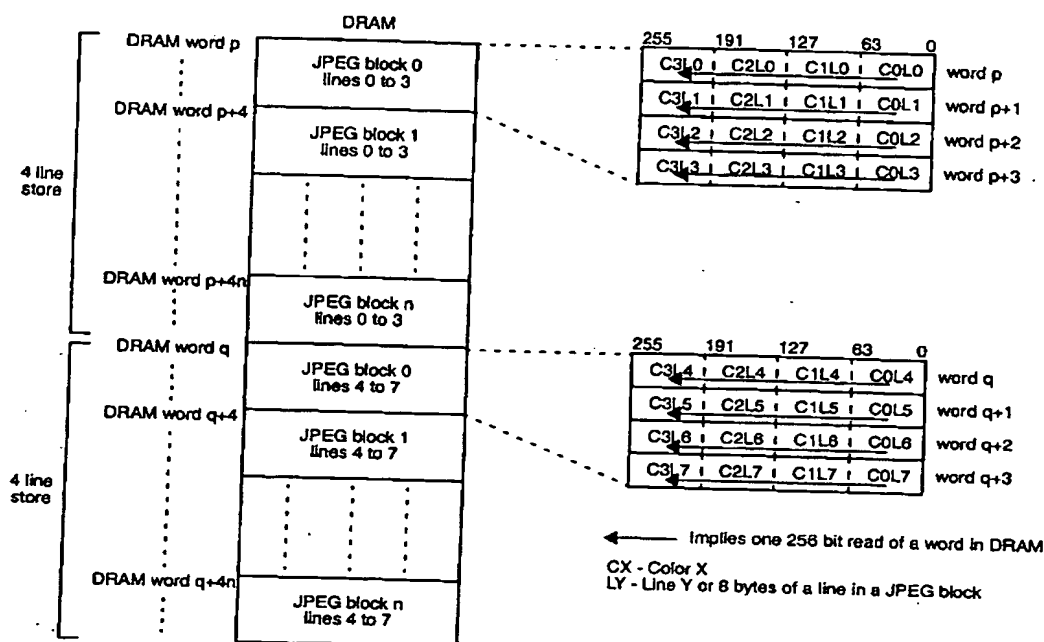 DRAM
DRAM word p
JPEG block 0
lines 0 to 3
DRAM word p+4
JPEG block 1
lines 0 to 3
4 line
store
DRAM word p+4n
JPEG block n
lines 0 to 3
255 191 127 63 0
C3L0 C2L0 C1L0 C0L0 word p
C3L1 C2L1 C1L1 C0L1 word p+1
C3L2 C2L2 C1L2 C0L2 word p+2
C3L3 C2L3 C1L3 C0L3 word p+3
DRAM word q
JPEG block 0
lines 4 to 7
DRAM word q+4
JPEG block 1
lines 4 to 7
4 line
store
DRAM word q+4n
JPEG block n
lines 4 to 7
255 191 127 63 0
C3L4 C2L4 C1L4 C0L4 word q
C3L5 C2L5 C1L5 C0L5 word q+1
C3L6 C2L6 C1L6 C0L6 word q+2
C3L7 C2L7 C1L7 C0L7 word q+3
Implies one 256 bit read of a word in DRAM
CX - Color X
LY - Line Y or 8 bytes of a line in a JPEG block